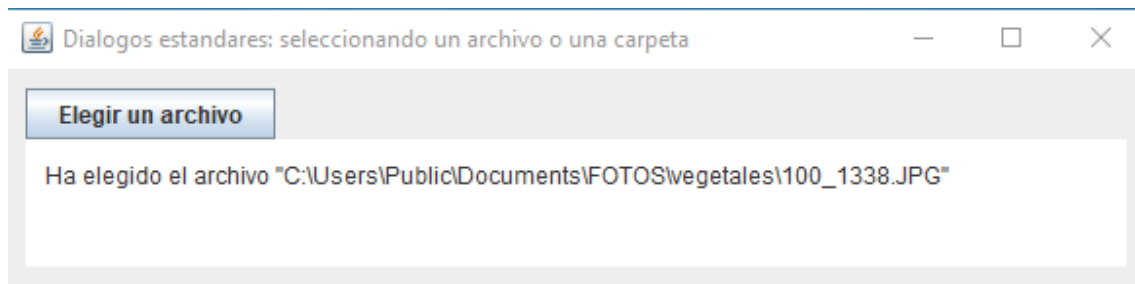 Dialogos estandares: seleccionando un archivo o una carpeta
Elegir un archivo
Ha elegido el archivo "C:\Users\Public\Documents\FOTOS\vegetales\100_1338.JPG"